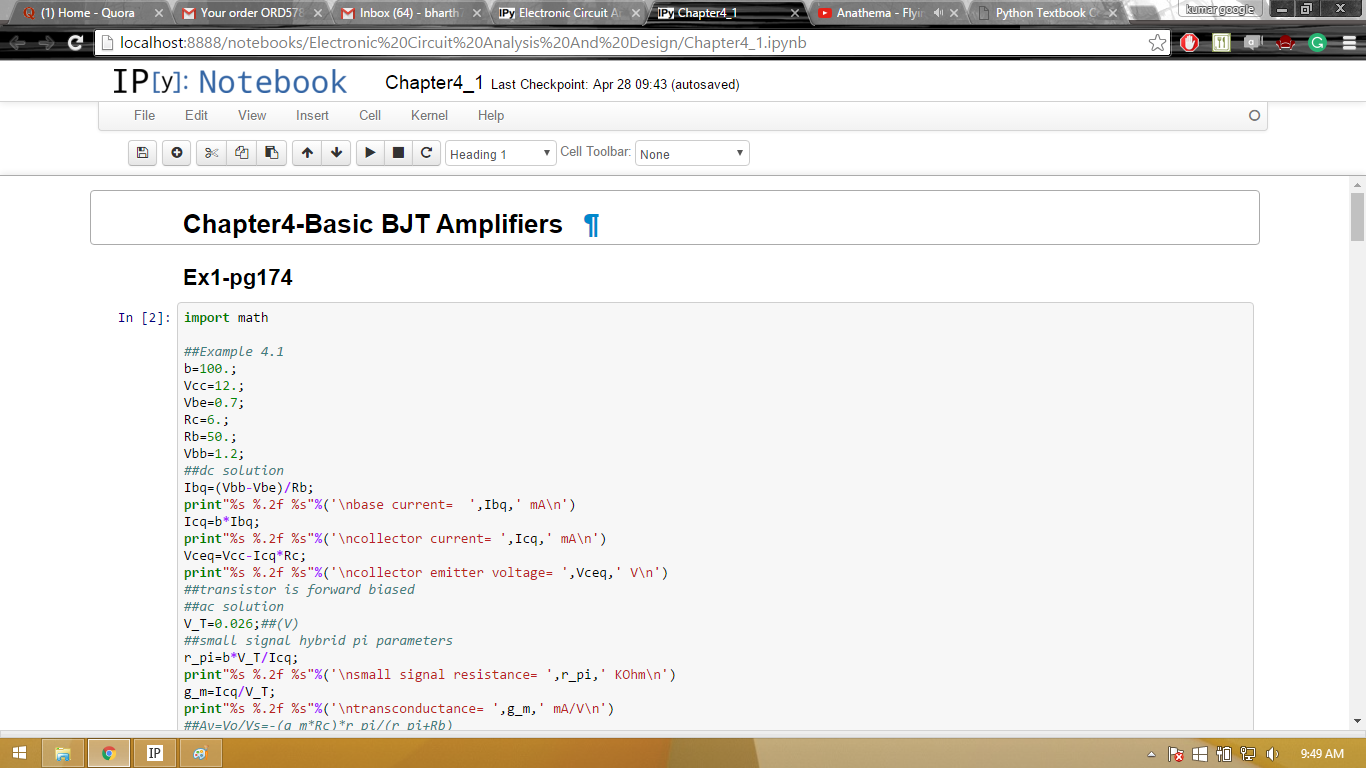 (1) Home - Quora
Your order ORD578
Inbox (64) - bharth
IPy Electronic Circuit A
IPy Chapter4_1
Anathema - Flyi
Python Textbook C
kumar google
localhost:8888/notebooks/Electronic%20Circuit%20Analysis%20And%20Design/Chapter4_1.ipynb
IP[y]: Notebook
Chapter4_1 Last Checkpoint: Apr 28 09:43 (autosaved)
File Edit View Insert Cell Kernel Help
Heading 1 Cell Toolbar: None
Chapter4-Basic BJT Amplifiers ¶
Ex1-pg174
In [2]: import math
##Example 4.1
b=100.;
Vcc=12.;
Vbe=0.7;
Rc=6.;
Rb=50.;
Vbb=1.2;
##dc solution
Ibq=(Vbb-Vbe)/Rb;
print"%s %.2f %s"%('\nbase current=  ',Ibq,' mA\n')
Icq=b*Ibq;
print"%s %.2f %s"%('\ncollector current= ',Icq,' mA\n')
Vceq=Vcc-Icq*Rc;
print"%s %.2f %s"%('\ncollector emitter voltage= ',Vceq,' V\n')
##transistor is forward biased
##ac solution
V_T=0.026;##(V)
##small signal hybrid pi parameters
r_pi=b*V_T/Icq;
print"%s %.2f %s"%('\nsmall signal resistance= ',r_pi,' KOhm\n')
g_m=Icq/V_T;
print"%s %.2f %s"%('\ntransconductance= ',g_m,' mA/V\n')
##Av=Vo/Vs=-(g_m*Rc)*r_pi/(r_pi+Rb)
IP
9:49 AM